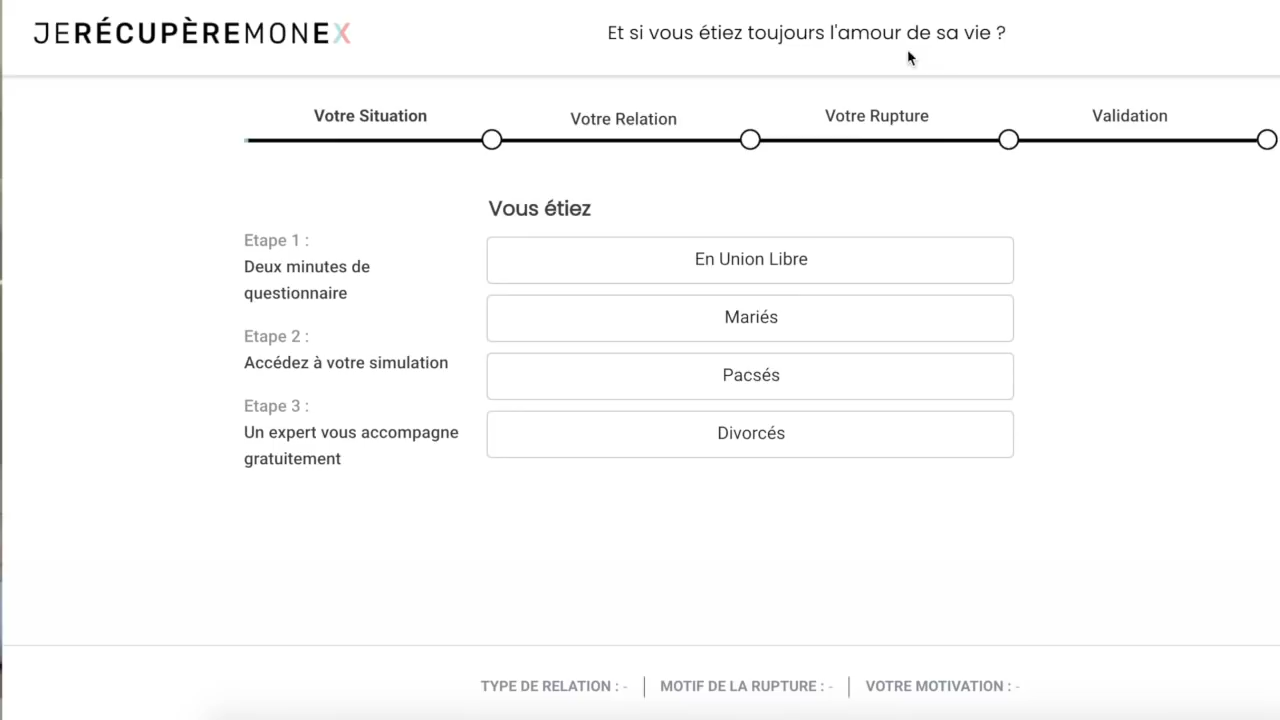 JERÉCUPÈREMONEX
Et si vous étiez toujours l'amour de sa vie ?
Votre Situation
Votre Relation
Votre Rupture
Validation
Vous étiez
Etape 1 :
Deux minutes de
questionnaire
Etape 2 :
Accédez à votre simulation
Etape 3 :
Un expert vous accompagne
gratuitement
En Union Libre
Mariés
Pacsés
Divorcés
TYPE DE RELATION : -
MOTIF DE LA RUPTURE : -
VOTRE MOTIVATION : -